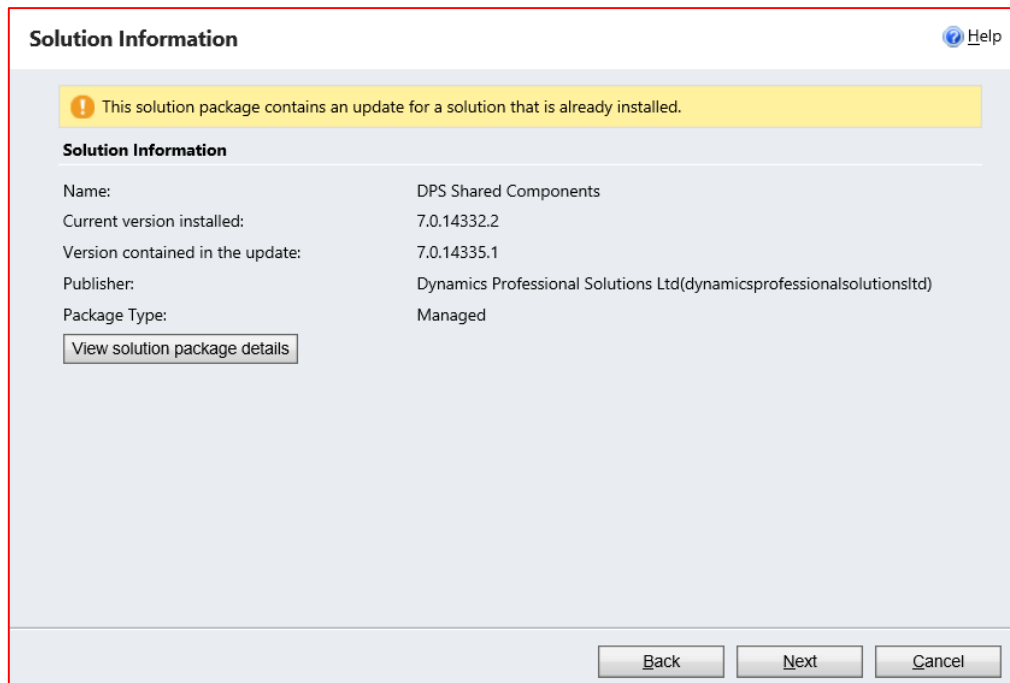 Solution Information
Help
This solution package contains an update for a solution that is already installed.
Solution Information
Name: DPS Shared Components
Current version installed: 7.0.14332.2
Version contained in the update: 7.0.14335.1
Publisher: Dynamics Professional Solutions Ltd(dynamicsprofessionalsolutionsltd)
Package Type: Managed
View solution package details
Back Next Cancel